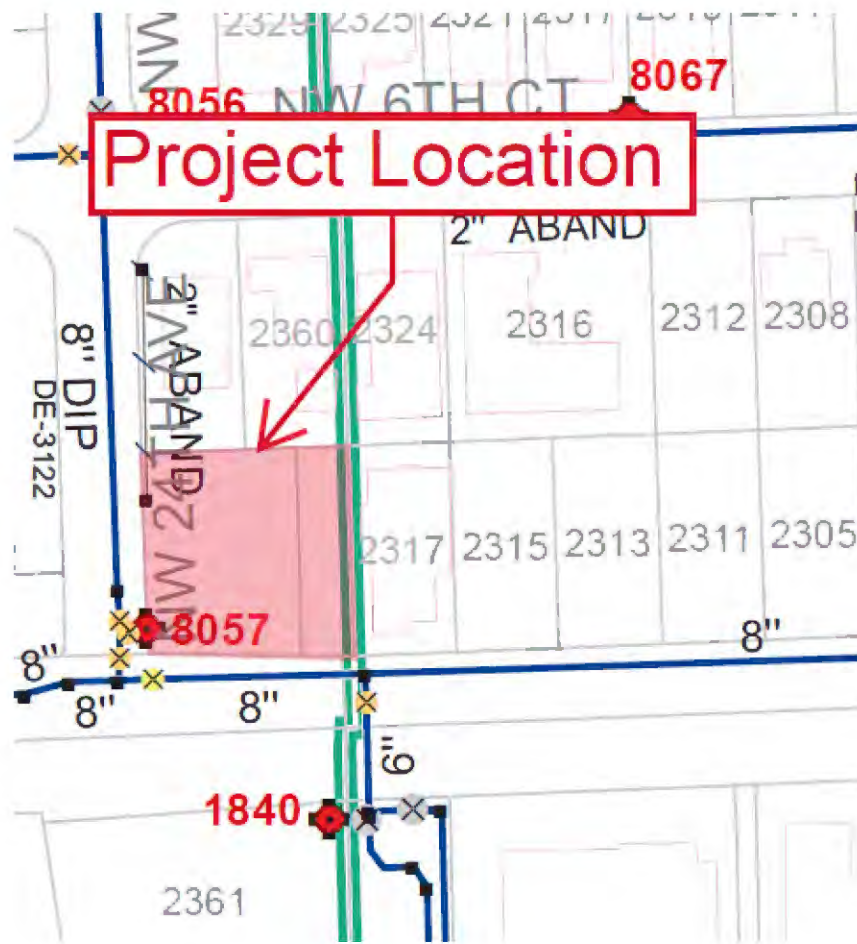 2329 2325 2321 2317
8067
8056 NW 6TH CT
Project Location
2" ABAND
2" ABAND
NW 24TH AVE
2360 2324 2316 2312 2308
8" DIP
DE-3122
2317 2315 2313 2311 2305
8057
8"
8"
8"
8"
6"
1840
2361